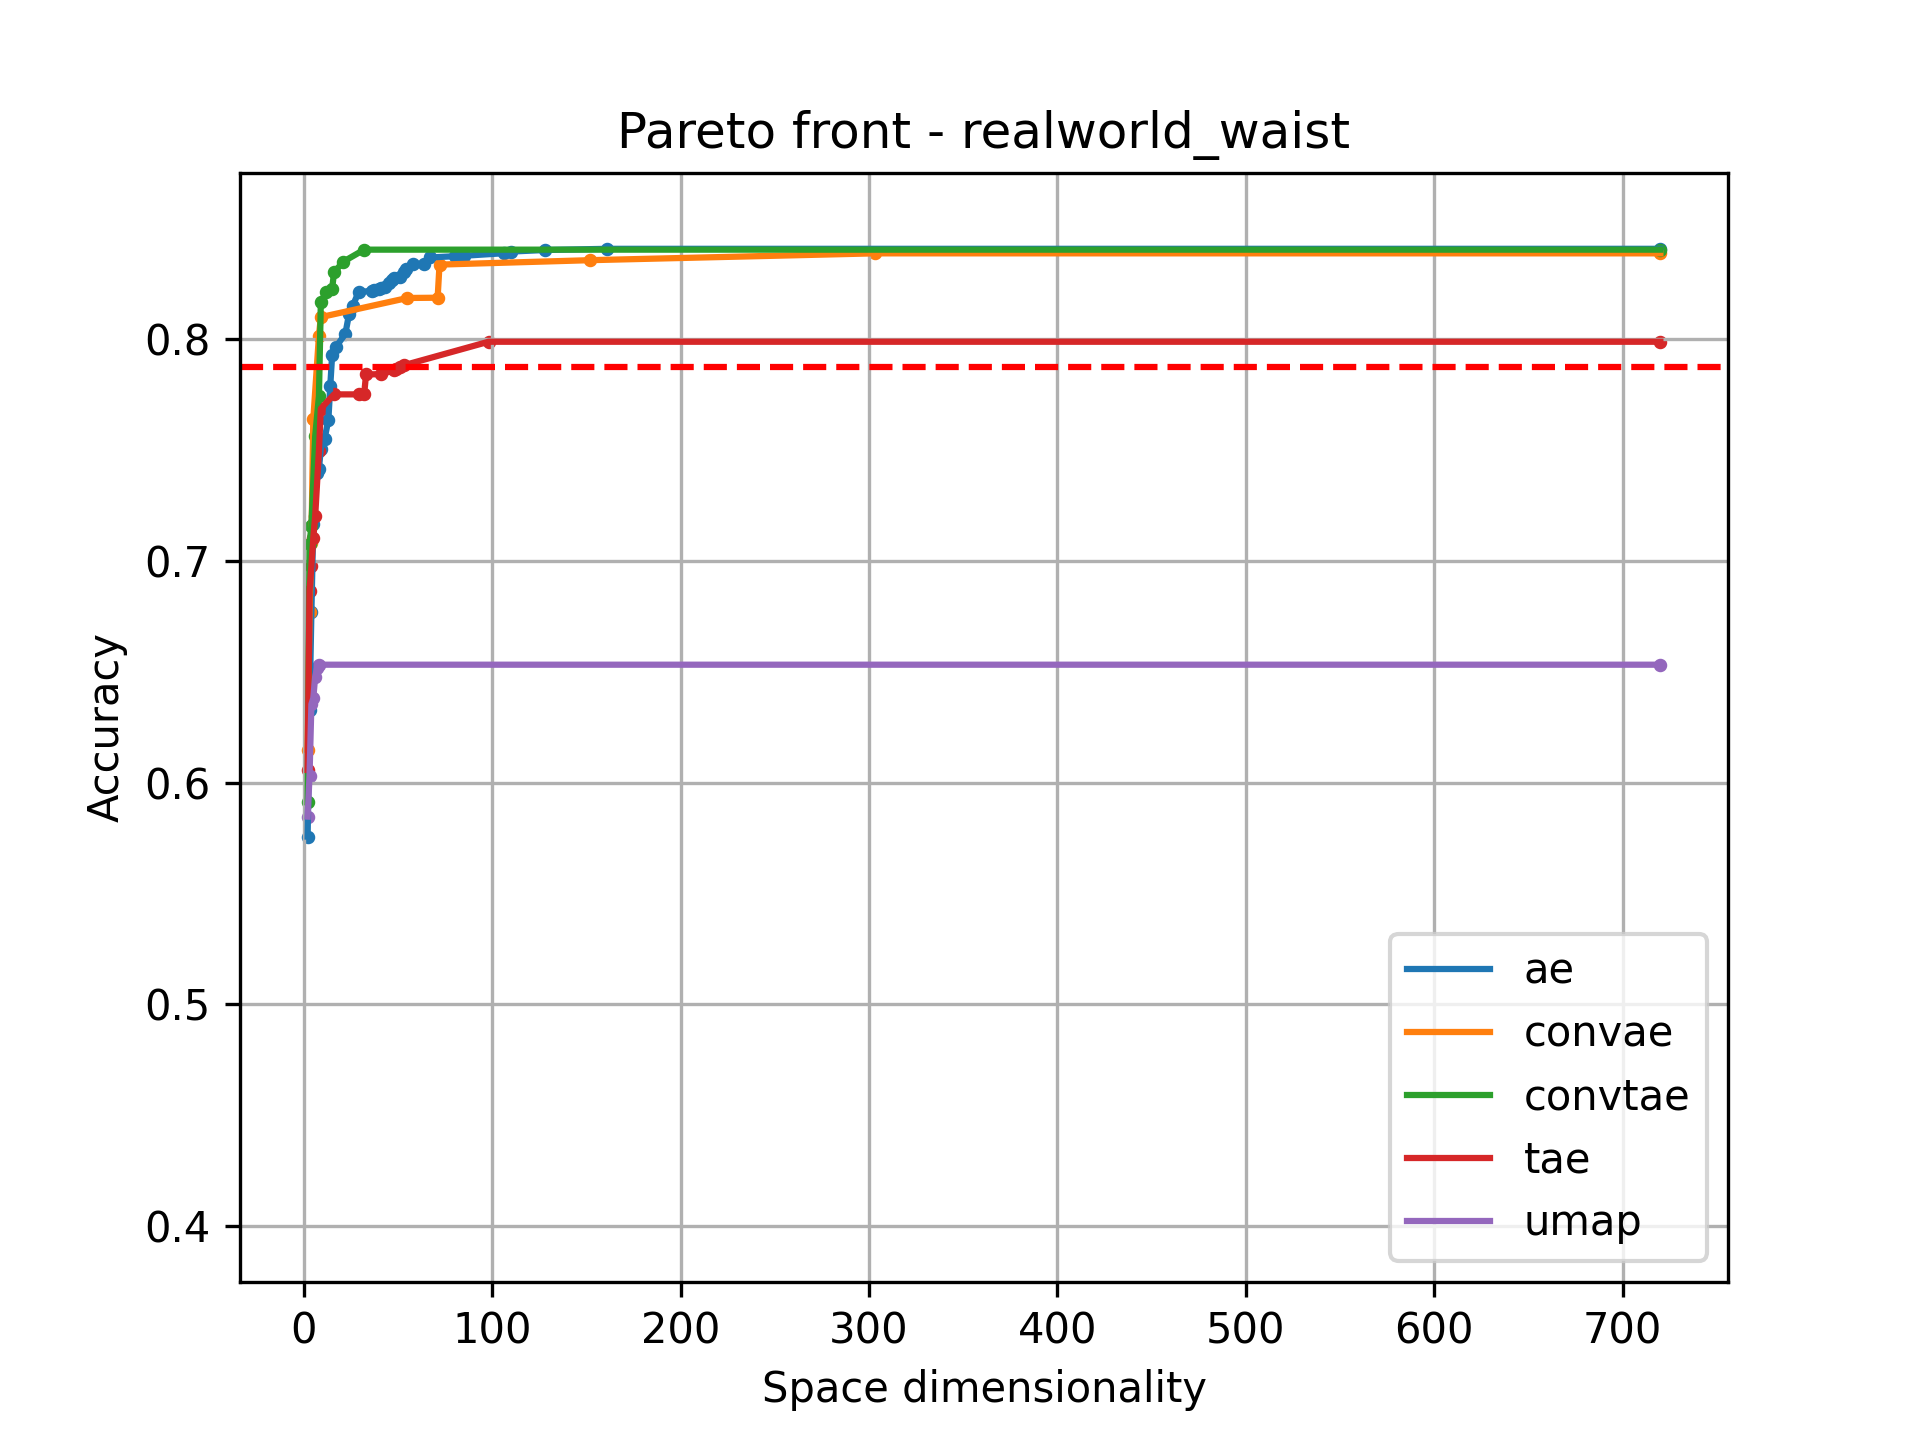 Pareto front - realworld_waist
Accuracy
0.8
0.7
0.6
0.5
0.4
0 100 200 300 400 500 600 700
Space dimensionality
ae
convae
convtae
tae
umap